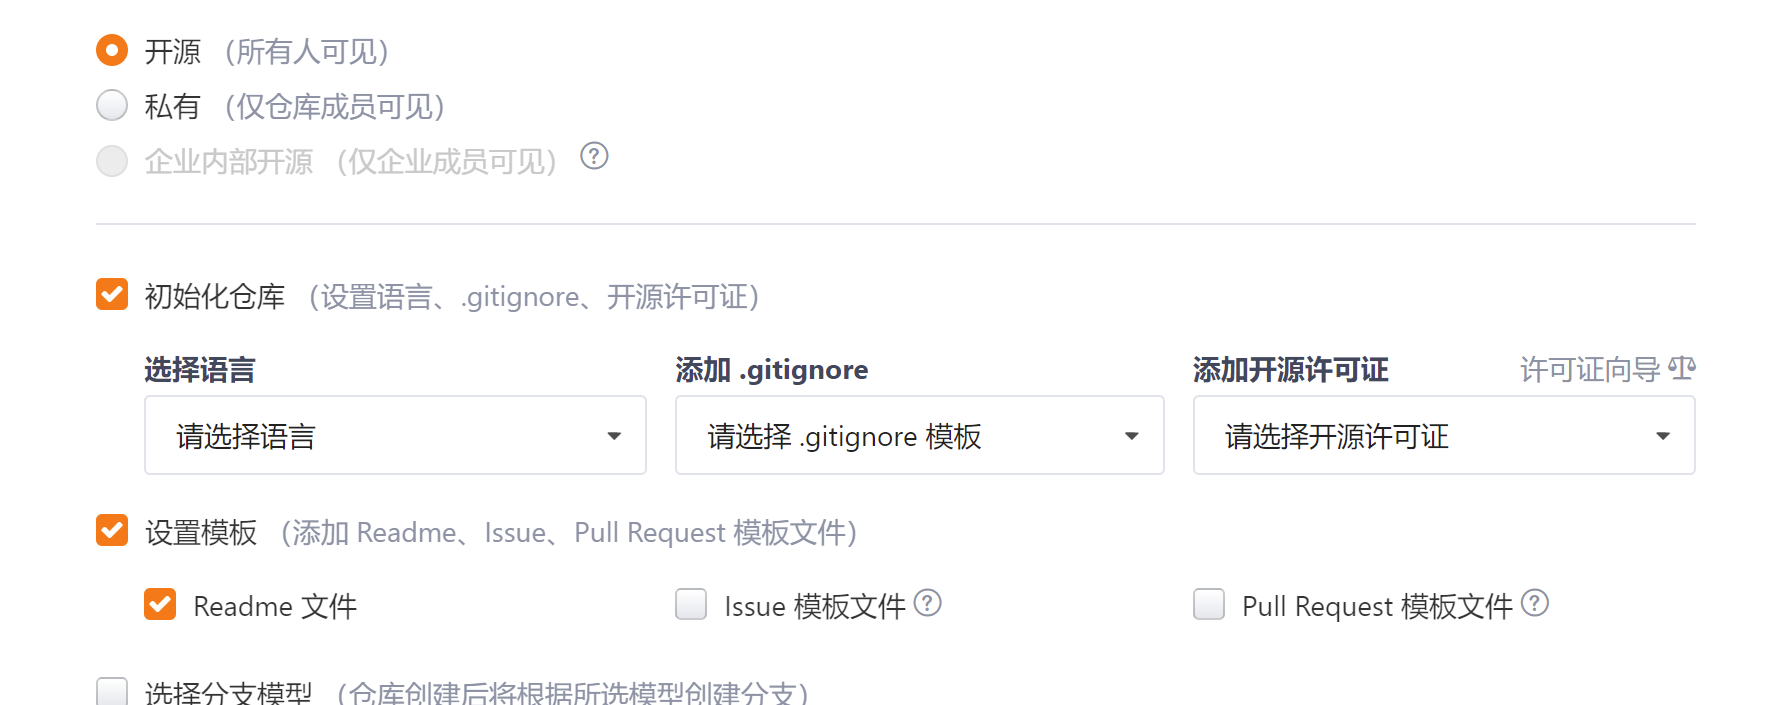 开源 （所有人可见）
私有 （仅仓库成员可见）
企业内部开源 （仅企业成员可见） ?
初始化仓库 （设置语言、.gitignore、开源许可证）
选择语言 添加 .gitignore 添加开源许可证 许可证向导
请选择语言 请选择 .gitignore 模板 请选择开源许可证
设置模板 （添加 Readme、Issue、Pull Request 模板文件）
Readme 文件 Issue 模板文件 ? Pull Request 模板文件 ?
选择分支模型 （仓库创建后将根据所选模型创建分支）